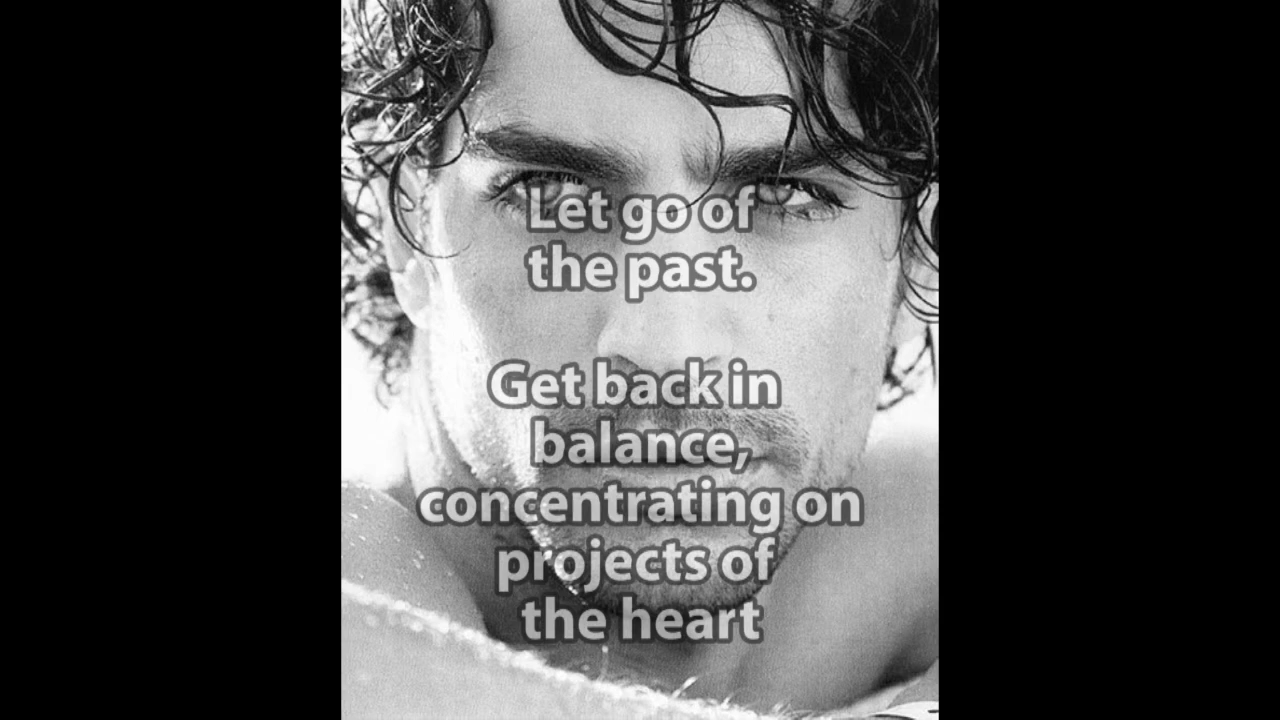 Let go of
the past.
Get back in
balance,
concentrating on
projects of
the heart